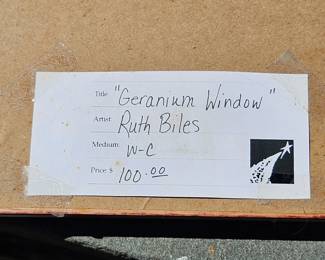 Title: "Geranium Window"
Artist: Ruth Biles
Medium: W-C
Price $ 100.00